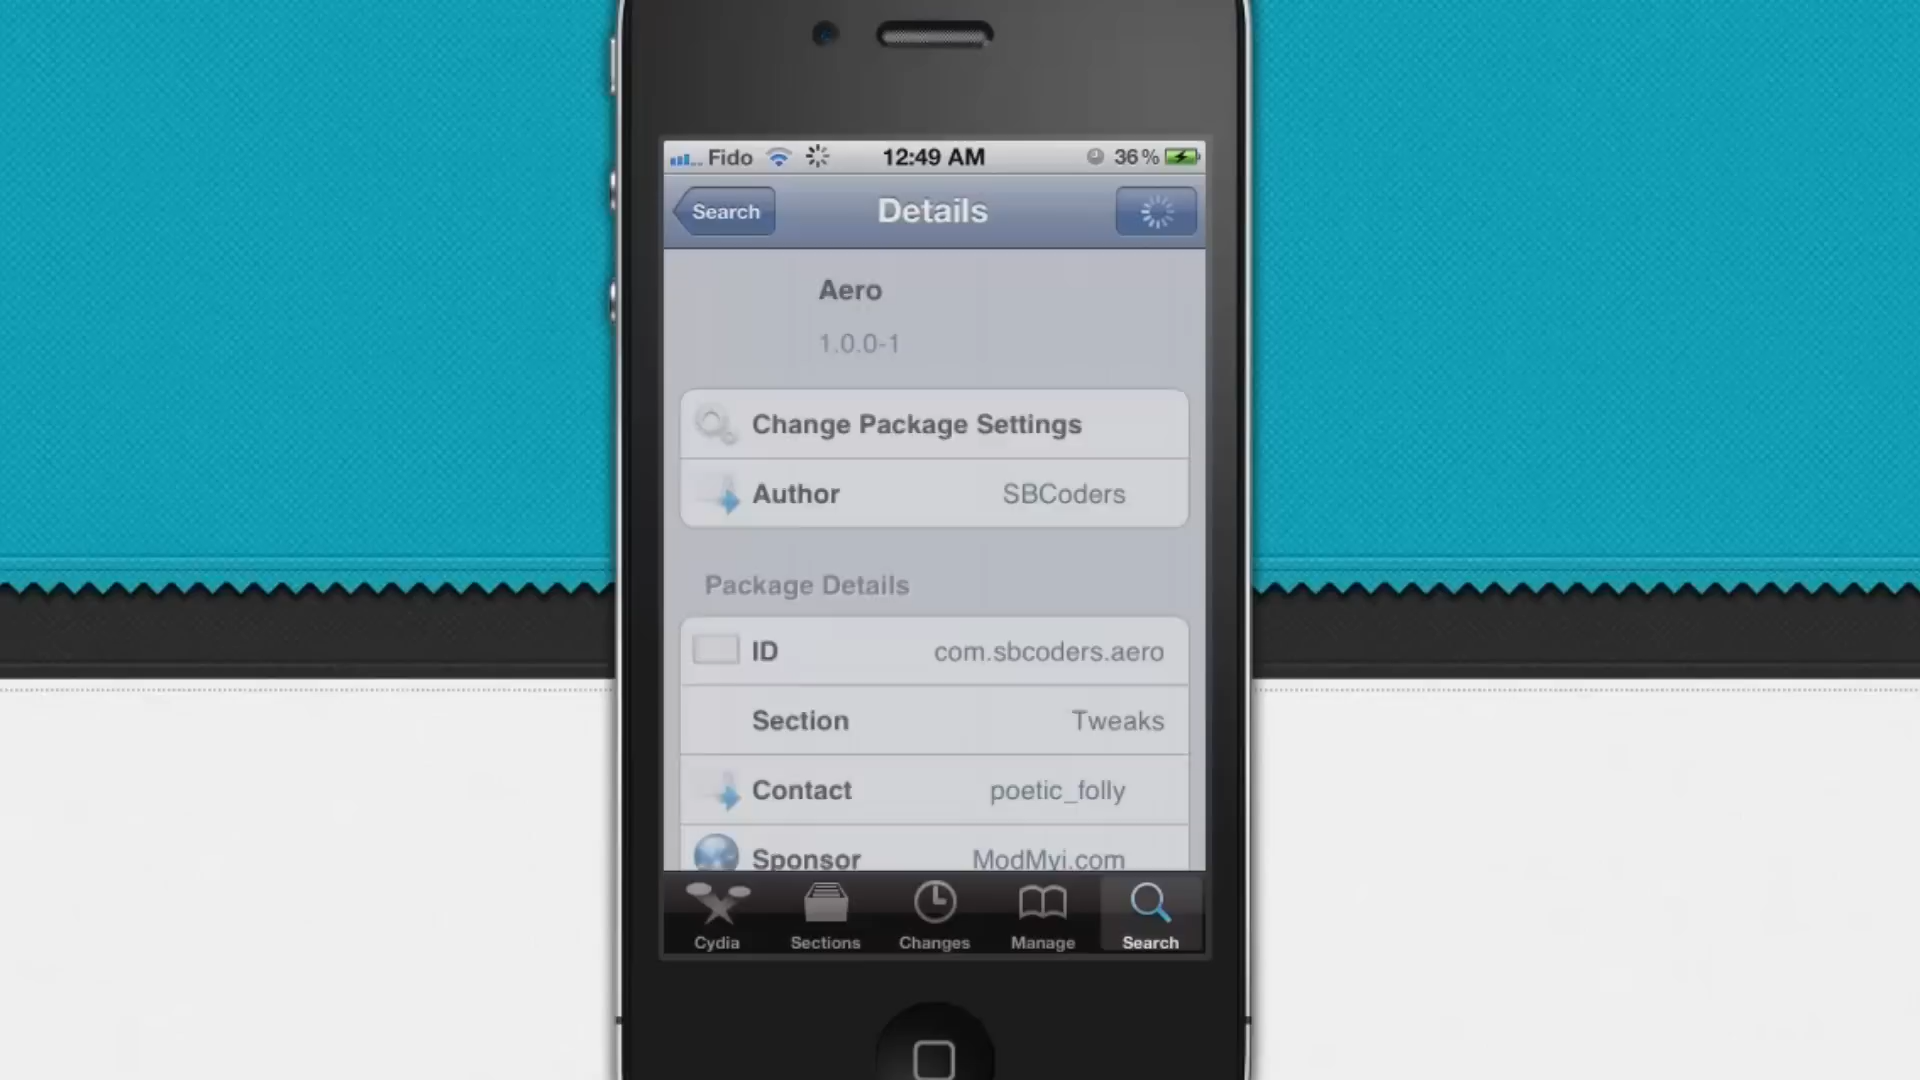 Fido 12:49 AM 36%
Search Details
Aero
1.0.0-1
Change Package Settings
Author SBCoders
Package Details
ID com.sbcoders.aero
Section Tweaks
Contact poetic_folly
Sponsor ModMyi.com
Cydia Sections Changes Manage Search